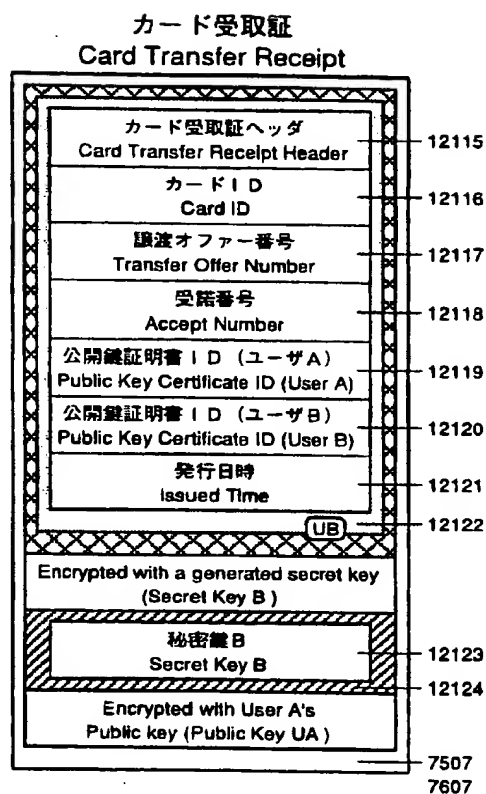 カード受取証
Card Transfer Receipt
カード受取証ヘッダ
Card Transfer Receipt Header
12115
カードＩＤ
Card ID
12116
譲渡オファー番号
Transfer Offer Number
12117
受諾番号
Accept Number
12118
公開鍵証明書ＩＤ（ユーザA）
Public Key Certificate ID (User A)
12119
公開鍵証明書ＩＤ（ユーザB）
Public Key Certificate ID (User B)
12120
発行日時
Issued Time
12121
UB
12122
Encrypted with a generated secret key
(Secret Key B )
秘密鍵B
Secret Key B
12123
12124
Encrypted with User A's
Public key (Public Key UA )
7507
7607